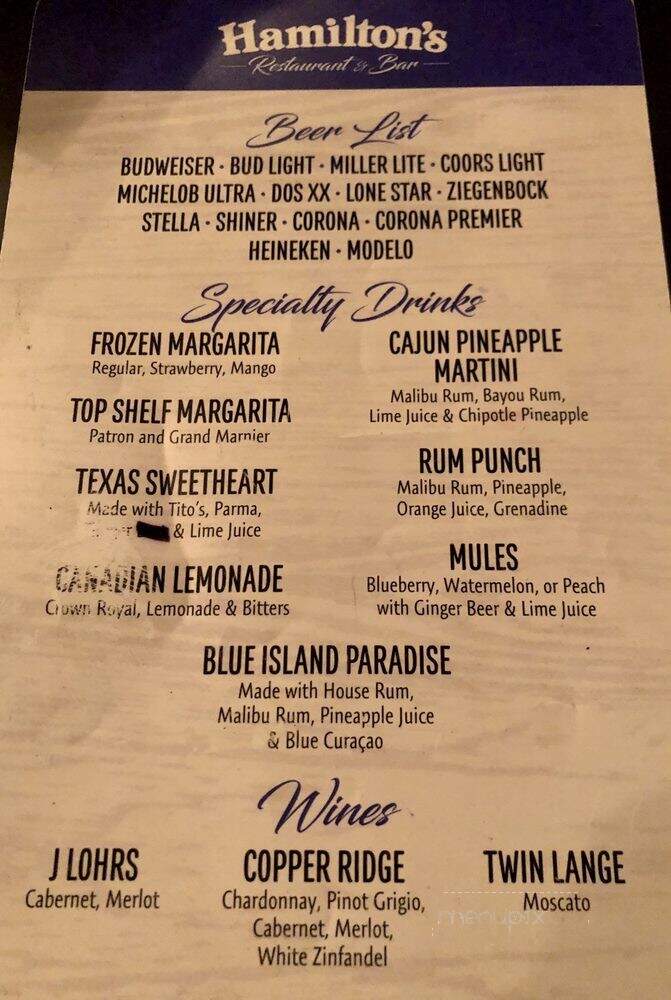 Hamilton's
Restaurant & Bar
Beer List
BUDWEISER · BUD LIGHT · MILLER LITE · COORS LIGHT
MICHELOB ULTRA · DOS XX · LONE STAR · ZIEGENBOCK
STELLA · SHINER · CORONA · CORONA PREMIER
HEINEKEN · MODELO
Specialty Drinks
FROZEN MARGARITA
Regular, Strawberry, Mango
TOP SHELF MARGARITA
Patron and Grand Marnier
TEXAS SWEETHEART
Made with Tito's, Parma,
& Lime Juice
CANADIAN LEMONADE
Crown Royal, Lemonade & Bitters
CAJUN PINEAPPLE
MARTINI
Malibu Rum, Bayou Rum,
Lime Juice & Chipotle Pineapple
RUM PUNCH
Malibu Rum, Pineapple,
Orange Juice, Grenadine
MULES
Blueberry, Watermelon, or Peach
with Ginger Beer & Lime Juice
BLUE ISLAND PARADISE
Made with House Rum,
Malibu Rum, Pineapple Juice
& Blue Curaçao
Wines
J LOHRS
Cabernet, Merlot
COPPER RIDGE
Chardonnay, Pinot Grigio,
Cabernet, Merlot,
White Zinfandel
TWIN LANGE
Moscato
menupix